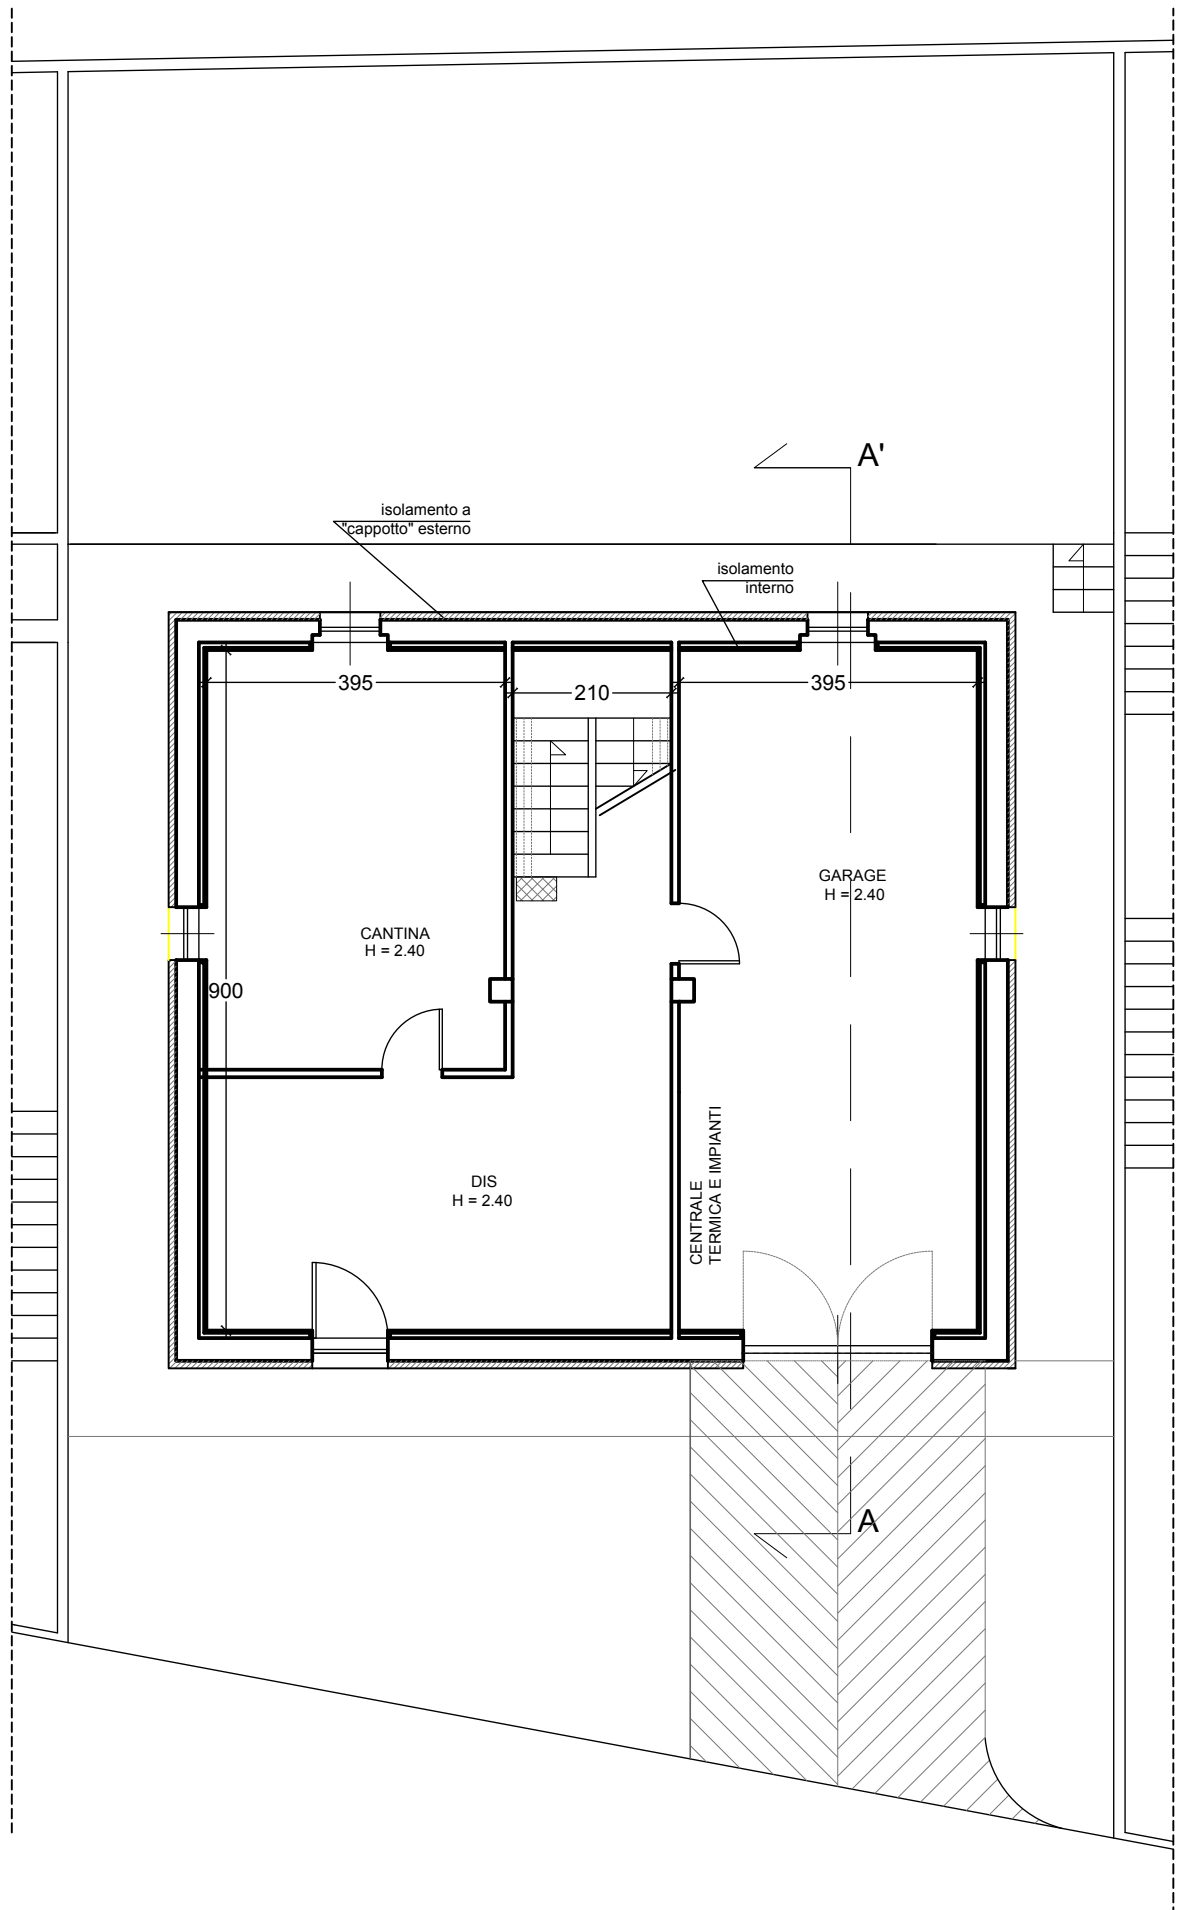 A'
isolamento a
"cappotto" esterno
isolamento
interno
395
210
395
GARAGE
H = 2.40
CANTINA
H = 2.40
900
CENTRALE
TERMICA E IMPIANTI
DIS
H = 2.40
A